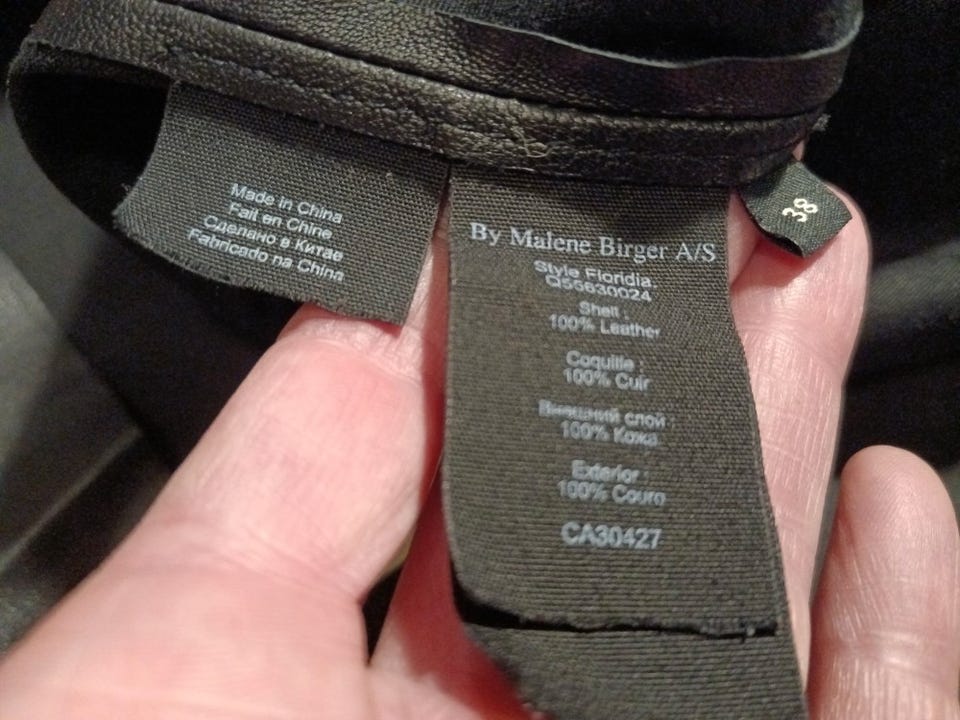 Made in China
Fait en Chine
Сделано в Китае
Fabricado na China
By Malene Birger A/S
Style Floridia
Q55630024
Shell :
100% Leather
Coquille :
100% Cuir
Внешний слой:
100% Кожа
Exterior :
100% Couro
CA30427
38